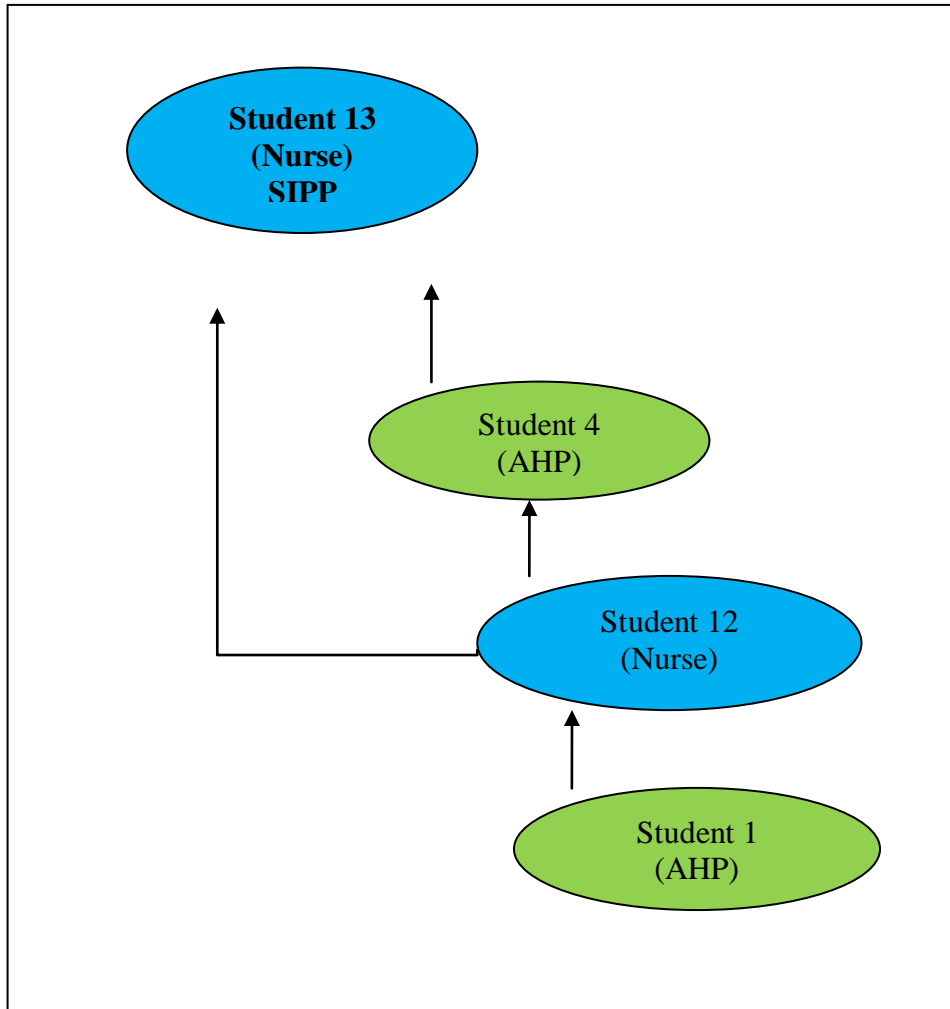 Student 13
(Nurse)
SIPP
Student 4
(AHP)
Student 12
(Nurse)
Student 1
(AHP)